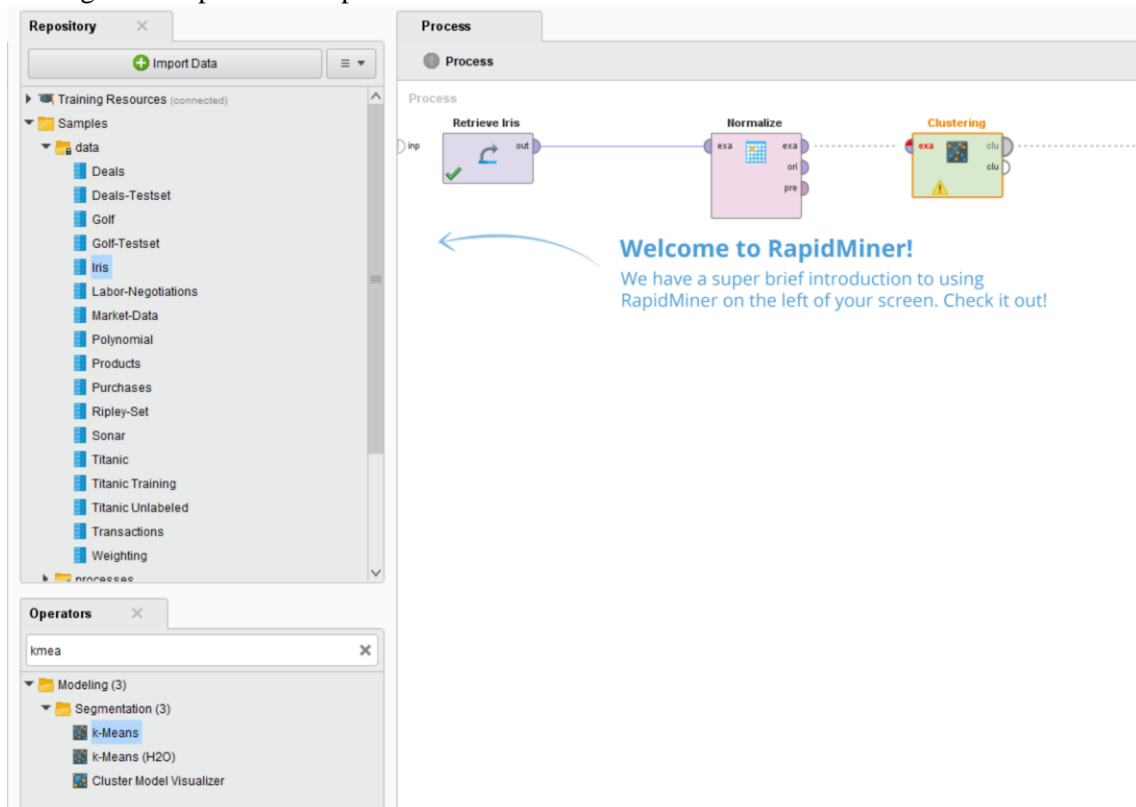 Repository
Process
Import Data
Process
Training Resources (connected)
Process
Samples
Retrieve Iris
Normalize
Clustering
data
inp
out
exa
exa
exa
clu
Deals
ori
clu
Deals-Testset
pre
Golf
Golf-Testset
Welcome to RapidMiner!
Iris
We have a super brief introduction to using
Labor-Negotiations
RapidMiner on the left of your screen. Check it out!
Market-Data
Polynomial
Products
Purchases
Ripley-Set
Sonar
Titanic
Titanic Training
Titanic Unlabeled
Transactions
Weighting
processes
Operators
kmea
Modeling (3)
Segmentation (3)
k-Means
k-Means (H2O)
Cluster Model Visualizer